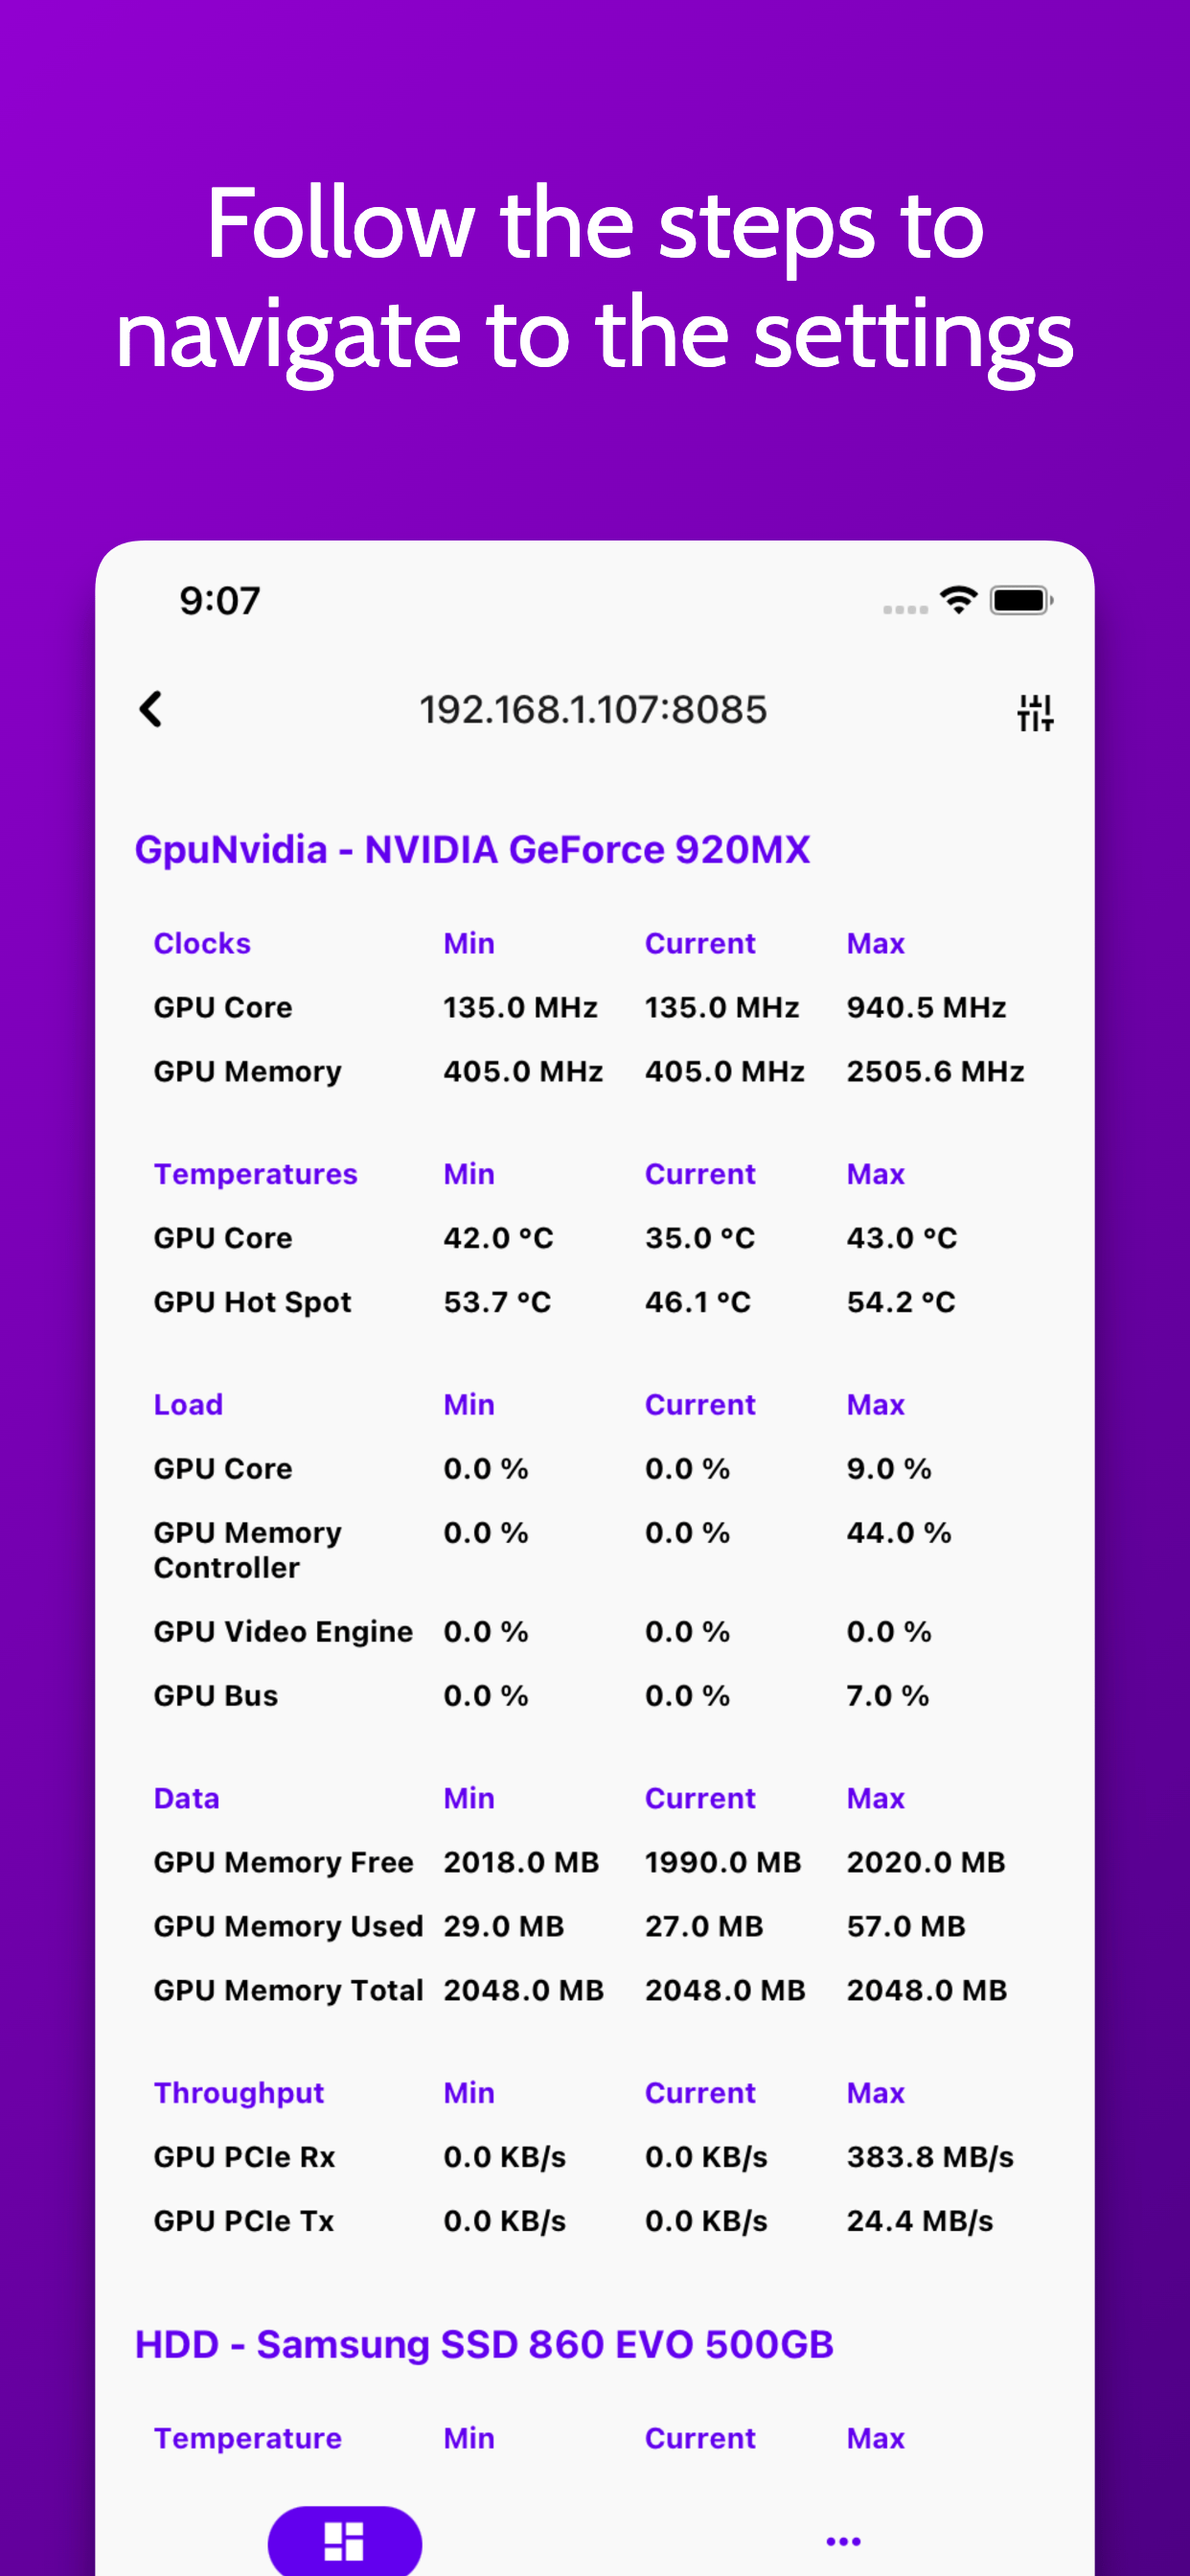 Follow the steps to
navigate to the settings
9:07
192.168.1.107:8085
GpuNvidia - NVIDIA GeForce 920MX
Clocks Min Current Max
GPU Core 135.0 MHz 135.0 MHz 940.5 MHz
GPU Memory 405.0 MHz 405.0 MHz 2505.6 MHz
Temperatures Min Current Max
GPU Core 42.0 °C 35.0 °C 43.0 °C
GPU Hot Spot 53.7 °C 46.1 °C 54.2 °C
Load Min Current Max
GPU Core 0.0 % 0.0 % 9.0 %
GPU Memory 0.0 % 0.0 % 44.0 %
Controller
GPU Video Engine 0.0 % 0.0 % 0.0 %
GPU Bus 0.0 % 0.0 % 7.0 %
Data Min Current Max
GPU Memory Free 2018.0 MB 1990.0 MB 2020.0 MB
GPU Memory Used 29.0 MB 27.0 MB 57.0 MB
GPU Memory Total 2048.0 MB 2048.0 MB 2048.0 MB
Throughput Min Current Max
GPU PCIe Rx 0.0 KB/s 0.0 KB/s 383.8 MB/s
GPU PCIe Tx 0.0 KB/s 0.0 KB/s 24.4 MB/s
HDD - Samsung SSD 860 EVO 500GB
Temperature Min Current Max